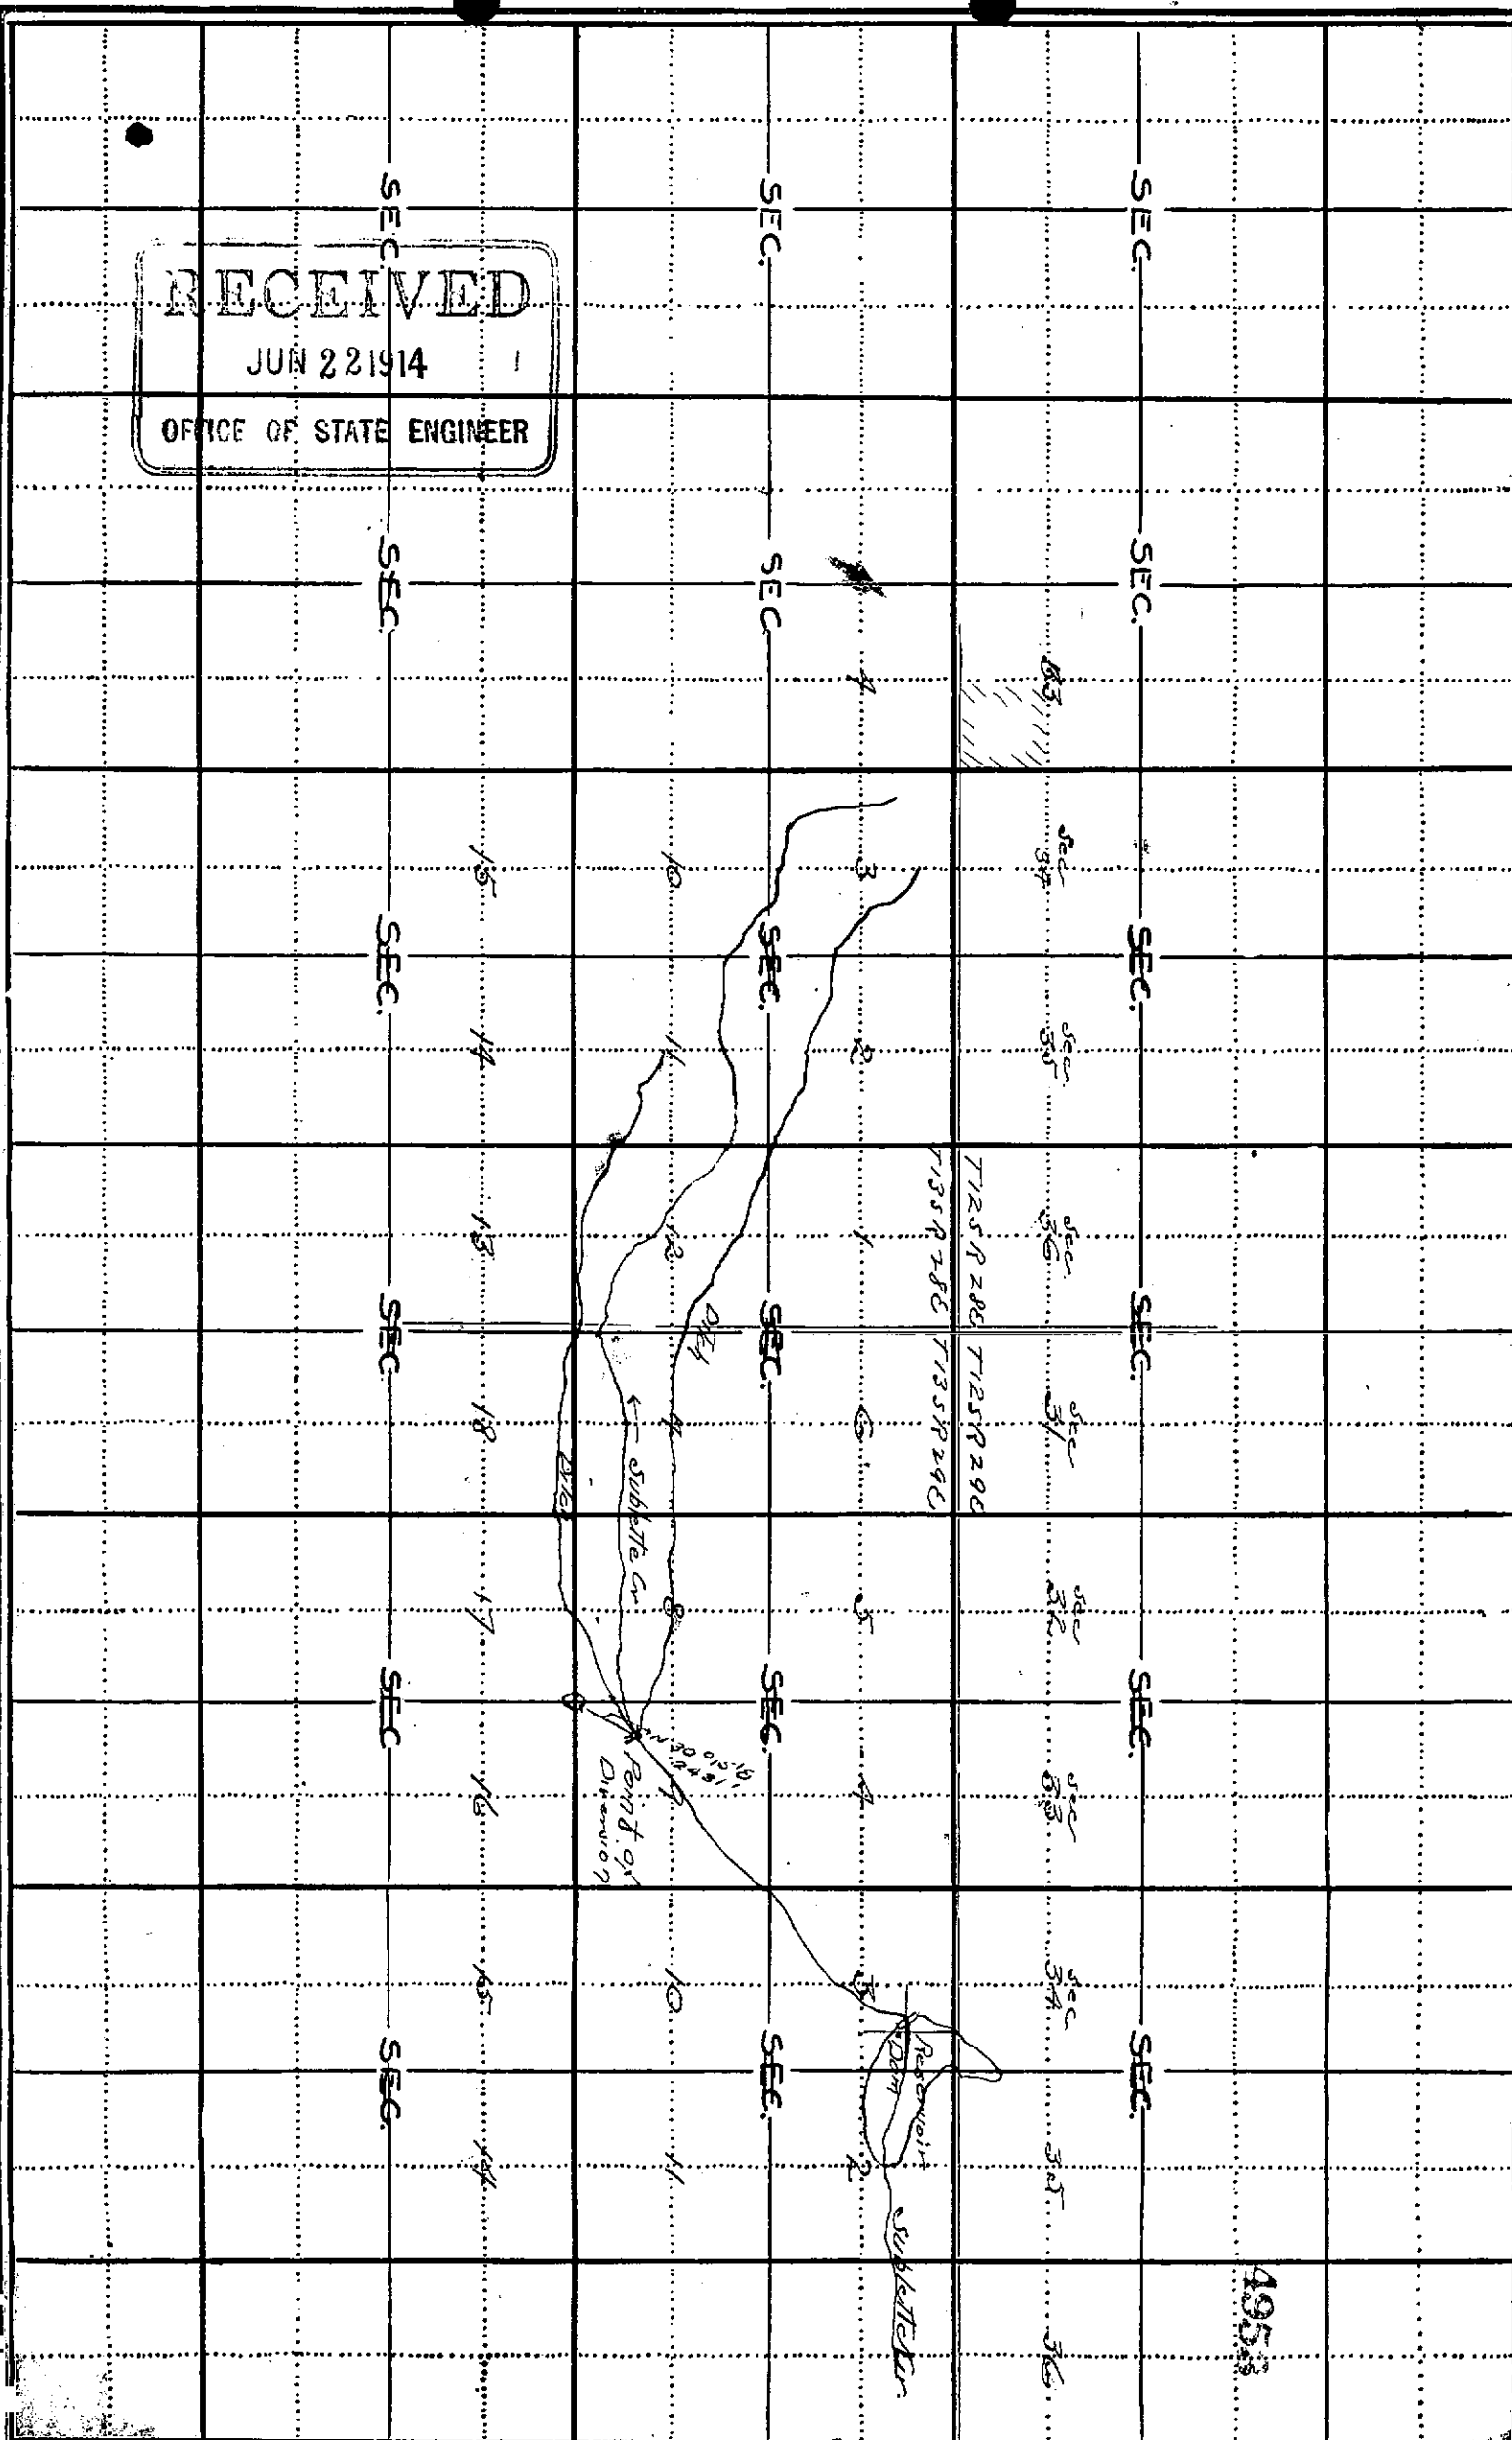 RECEIVED
JUN 22 1914
OFFICE OF STATE ENGINEER
4953
SEC. SEC. SEC. SEC. SEC. SEC.
33
Sec 34
Sec 35
Sec 36
Sec 31
Sec 32
Sec 33
Sec 34
35
36
T12S R28E T12S R29E
T13S R28E T13S R29E
4 3 2 1 6 5 4 3 2
Reservoir
Dam
Sublette Cr.
SEC. SEC SEC. SEC. SEC. SEC.
Ditch
10 11 12 7 8 9 10 11
← Sublette Cr
Ditch
Point of
Diversion
15 14 13 18 17 16 15 14
SEC. SEC. SEC. SEC. SEC SEC.